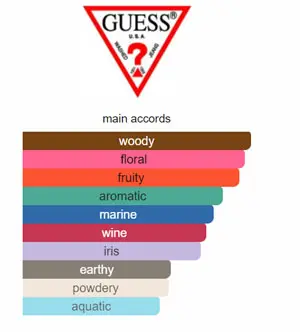 GUESS®
U.S.A.
?
main accords
woody
floral
fruity
aromatic
marine
wine
iris
earthy
powdery
aquatic